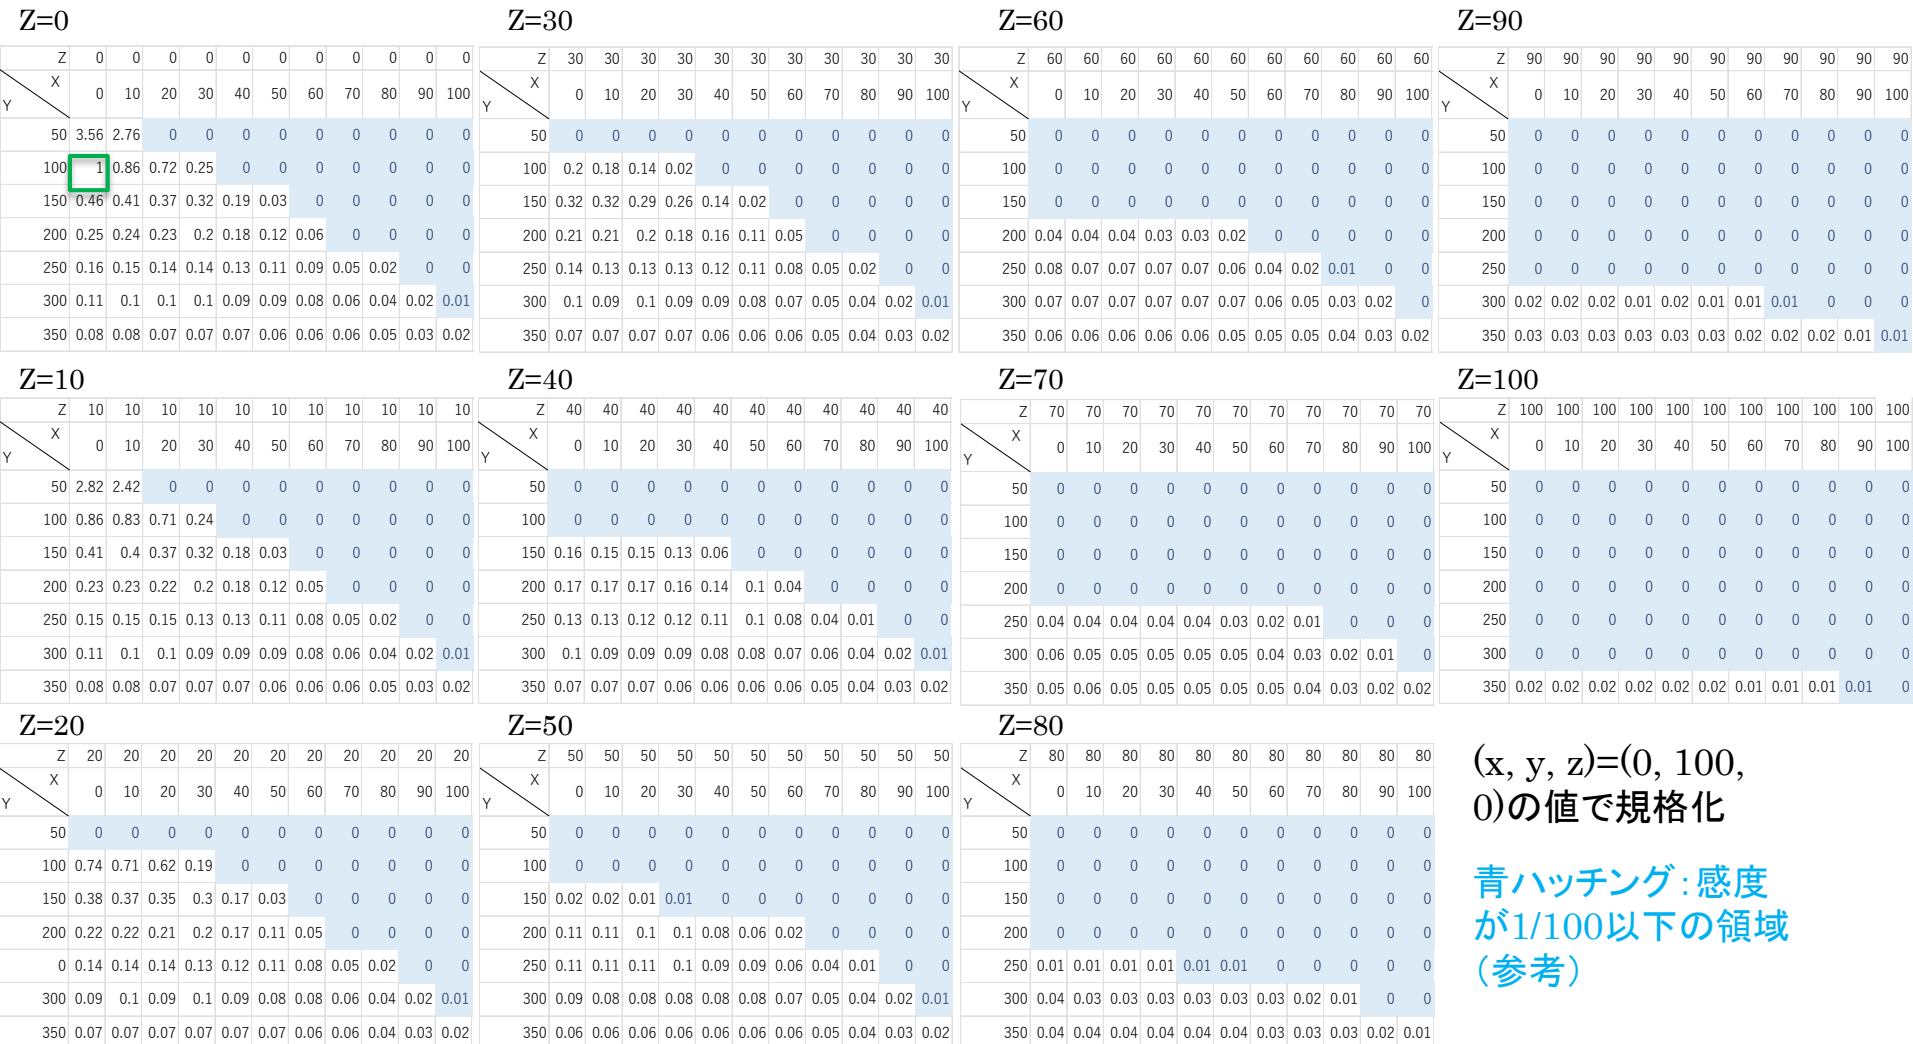 Z=0
Z 0 0 0 0 0 0 0 0 0 0 0
X
Y
0 10 20 30 40 50 60 70 80 90 100
50 3.56 2.76 0 0 0 0 0 0 0 0 0
100 1 0.86 0.72 0.25 0 0 0 0 0 0 0
150 0.46 0.41 0.37 0.32 0.19 0.03 0 0 0 0 0
200 0.25 0.24 0.23 0.2 0.18 0.12 0.06 0 0 0 0
250 0.16 0.15 0.14 0.14 0.13 0.11 0.09 0.05 0.02 0 0
300 0.11 0.1 0.1 0.1 0.09 0.09 0.08 0.06 0.04 0.02 0.01
350 0.08 0.08 0.07 0.07 0.07 0.06 0.06 0.06 0.05 0.03 0.02
Z=10
Z 10 10 10 10 10 10 10 10 10 10 10
X
Y
0 10 20 30 40 50 60 70 80 90 100
50 2.82 2.42 0 0 0 0 0 0 0 0 0
100 0.86 0.83 0.71 0.24 0 0 0 0 0 0 0
150 0.41 0.4 0.37 0.32 0.18 0.03 0 0 0 0 0
200 0.23 0.23 0.22 0.2 0.18 0.12 0.05 0 0 0 0
250 0.15 0.15 0.15 0.13 0.13 0.11 0.08 0.05 0.02 0 0
300 0.11 0.1 0.1 0.09 0.09 0.09 0.08 0.06 0.04 0.02 0.01
350 0.08 0.08 0.07 0.07 0.07 0.06 0.06 0.06 0.05 0.03 0.02
Z=20
Z 20 20 20 20 20 20 20 20 20 20 20
X
Y
0 10 20 30 40 50 60 70 80 90 100
50 0 0 0 0 0 0 0 0 0 0 0
100 0.74 0.71 0.62 0.19 0 0 0 0 0 0 0
150 0.38 0.37 0.35 0.3 0.17 0.03 0 0 0 0 0
200 0.22 0.22 0.21 0.2 0.17 0.11 0.05 0 0 0 0
0 0.14 0.14 0.14 0.13 0.12 0.11 0.08 0.05 0.02 0 0
300 0.09 0.1 0.09 0.1 0.09 0.08 0.08 0.06 0.04 0.02 0.01
350 0.07 0.07 0.07 0.07 0.07 0.07 0.06 0.06 0.04 0.03 0.02
Z=30
Z 30 30 30 30 30 30 30 30 30 30 30
X
Y
0 10 20 30 40 50 60 70 80 90 100
50 0 0 0 0 0 0 0 0 0 0 0
100 0.2 0.18 0.14 0.02 0 0 0 0 0 0 0
150 0.32 0.32 0.29 0.26 0.14 0.02 0 0 0 0 0
200 0.21 0.21 0.2 0.18 0.16 0.11 0.05 0 0 0 0
250 0.14 0.13 0.13 0.13 0.12 0.11 0.08 0.05 0.02 0 0
300 0.1 0.09 0.1 0.09 0.09 0.08 0.07 0.05 0.04 0.02 0.01
350 0.07 0.07 0.07 0.07 0.06 0.06 0.06 0.05 0.04 0.03 0.02
Z=40
Z 40 40 40 40 40 40 40 40 40 40 40
X
Y
0 10 20 30 40 50 60 70 80 90 100
50 0 0 0 0 0 0 0 0 0 0 0
100 0 0 0 0 0 0 0 0 0 0 0
150 0.16 0.15 0.15 0.13 0.06 0 0 0 0 0 0
200 0.17 0.17 0.17 0.16 0.14 0.1 0.04 0 0 0 0
250 0.13 0.13 0.12 0.12 0.11 0.1 0.08 0.04 0.01 0 0
300 0.1 0.09 0.09 0.09 0.08 0.08 0.07 0.06 0.04 0.02 0.01
350 0.07 0.07 0.07 0.06 0.06 0.06 0.06 0.05 0.04 0.03 0.02
Z=50
Z 50 50 50 50 50 50 50 50 50 50 50
X
Y
0 10 20 30 40 50 60 70 80 90 100
50 0 0 0 0 0 0 0 0 0 0 0
100 0 0 0 0 0 0 0 0 0 0 0
150 0.02 0.02 0.01 0.01 0 0 0 0 0 0 0
200 0.11 0.11 0.1 0.1 0.08 0.06 0.02 0 0 0 0
250 0.11 0.11 0.11 0.1 0.09 0.09 0.06 0.04 0.01 0 0
300 0.09 0.08 0.08 0.08 0.08 0.08 0.07 0.05 0.04 0.02 0.01
350 0.06 0.06 0.06 0.06 0.06 0.06 0.06 0.05 0.04 0.03 0.02
Z=60
Z 60 60 60 60 60 60 60 60 60 60 60
X
Y
0 10 20 30 40 50 60 70 80 90 100
50 0 0 0 0 0 0 0 0 0 0 0
100 0 0 0 0 0 0 0 0 0 0 0
150 0 0 0 0 0 0 0 0 0 0 0
200 0.04 0.04 0.04 0.03 0.03 0.02 0 0 0 0 0
250 0.08 0.07 0.07 0.07 0.07 0.06 0.04 0.02 0.01 0 0
300 0.07 0.07 0.07 0.07 0.07 0.07 0.06 0.05 0.03 0.02 0
350 0.06 0.06 0.06 0.06 0.06 0.05 0.05 0.05 0.04 0.03 0.02
Z=70
Z 70 70 70 70 70 70 70 70 70 70 70
X
Y
0 10 20 30 40 50 60 70 80 90 100
50 0 0 0 0 0 0 0 0 0 0 0
100 0 0 0 0 0 0 0 0 0 0 0
150 0 0 0 0 0 0 0 0 0 0 0
200 0 0 0 0 0 0 0 0 0 0 0
250 0.04 0.04 0.04 0.04 0.04 0.03 0.02 0.01 0 0 0
300 0.06 0.05 0.05 0.05 0.05 0.05 0.04 0.03 0.02 0.01 0
350 0.05 0.06 0.05 0.05 0.05 0.05 0.05 0.04 0.03 0.02 0.02
Z=80
Z 80 80 80 80 80 80 80 80 80 80 80
X
Y
0 10 20 30 40 50 60 70 80 90 100
50 0 0 0 0 0 0 0 0 0 0 0
100 0 0 0 0 0 0 0 0 0 0 0
150 0 0 0 0 0 0 0 0 0 0 0
200 0 0 0 0 0 0 0 0 0 0 0
250 0.01 0.01 0.01 0.01 0.01 0.01 0 0 0 0 0
300 0.04 0.03 0.03 0.03 0.03 0.03 0.03 0.02 0.01 0 0
350 0.04 0.04 0.04 0.04 0.04 0.04 0.03 0.03 0.03 0.02 0.01
Z=90
Z 90 90 90 90 90 90 90 90 90 90 90
X
Y
0 10 20 30 40 50 60 70 80 90 100
50 0 0 0 0 0 0 0 0 0 0 0
100 0 0 0 0 0 0 0 0 0 0 0
150 0 0 0 0 0 0 0 0 0 0 0
200 0 0 0 0 0 0 0 0 0 0 0
250 0 0 0 0 0 0 0 0 0 0 0
300 0.02 0.02 0.02 0.01 0.02 0.01 0.01 0.01 0 0 0
350 0.03 0.03 0.03 0.03 0.03 0.03 0.02 0.02 0.02 0.01 0.01
Z=100
Z 100 100 100 100 100 100 100 100 100 100 100
X
Y
0 10 20 30 40 50 60 70 80 90 100
50 0 0 0 0 0 0 0 0 0 0 0
100 0 0 0 0 0 0 0 0 0 0 0
150 0 0 0 0 0 0 0 0 0 0 0
200 0 0 0 0 0 0 0 0 0 0 0
250 0 0 0 0 0 0 0 0 0 0 0
300 0 0 0 0 0 0 0 0 0 0 0
350 0.02 0.02 0.02 0.02 0.02 0.02 0.01 0.01 0.01 0.01 0
(x, y, z)=(0, 100,
0)の値で規格化
青ハッチング：感度
が1/100以下の領域
（参考）